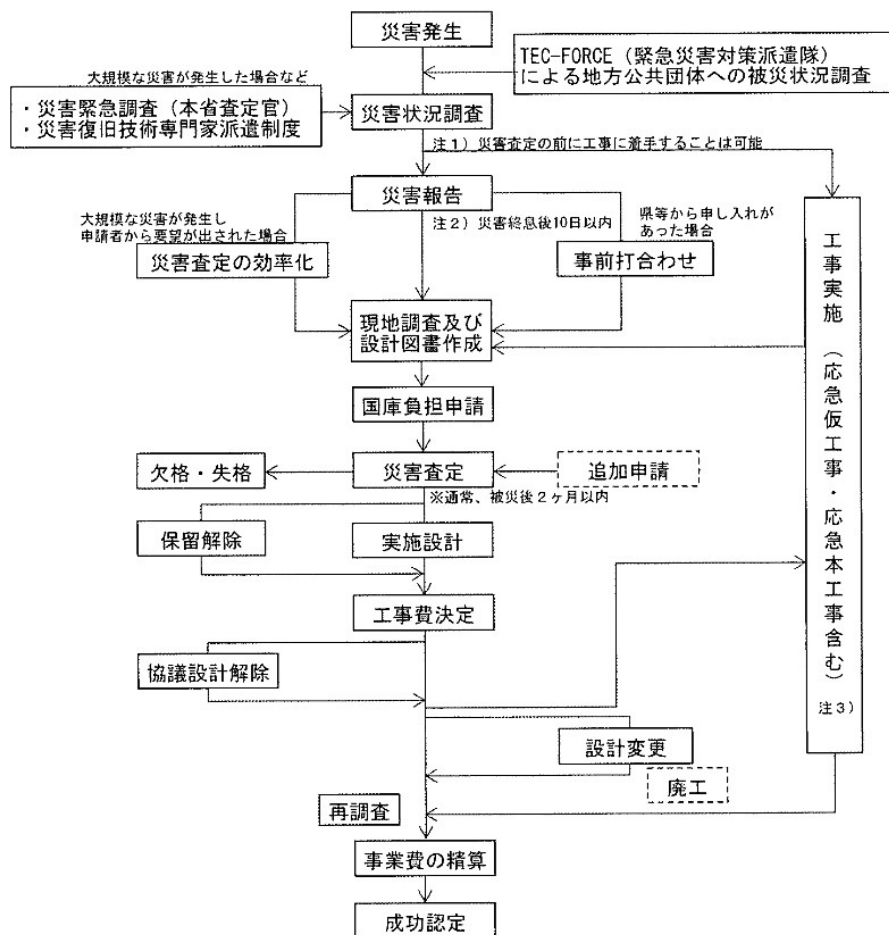 災害発生
TEC-FORCE（緊急災害対策派遣隊）
による地方公共団体への被災状況調査
大規模な災害が発生した場合など
・災害緊急調査（本省査定官）
・災害復旧技術専門家派遣制度
災害状況調査
注１）災害査定の前に工事に着手することは可能
災害報告
大規模な災害が発生し
申請者から要望が出された場合
注２）災害終息後10日以内
県等から申し入れが
あった場合
災害査定の効率化
事前打合わせ
現地調査及び
設計図書作成
国庫負担申請
欠格・失格
災害査定
追加申請
※通常、被災後２ヶ月以内
保留解除
実施設計
工事費決定
協議設計解除
工事実施　（応急仮工事・応急本工事含む）
注３）
設計変更
廃工
再調査
事業費の精算
成功認定